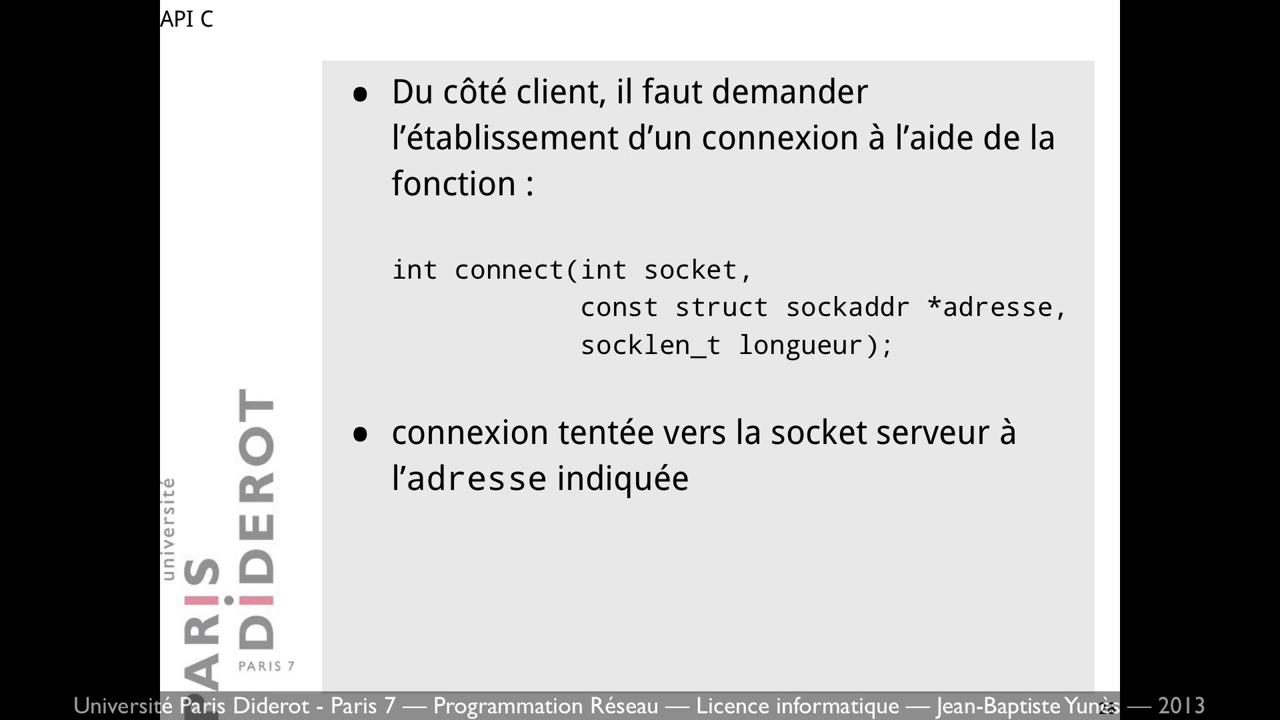 API C
• Du côté client, il faut demander
l’établissement d’un connexion à l’aide de la
fonction :
int connect(int socket,
const struct sockaddr *adresse,
socklen_t longueur);
• connexion tentée vers la socket serveur à
l’adresse indiquée
université
PARIS
DiDEROT
PARIS 7
Université Paris Diderot - Paris 7 — Programmation Réseau — Licence informatique — Jean-Baptiste Yunès — 2013